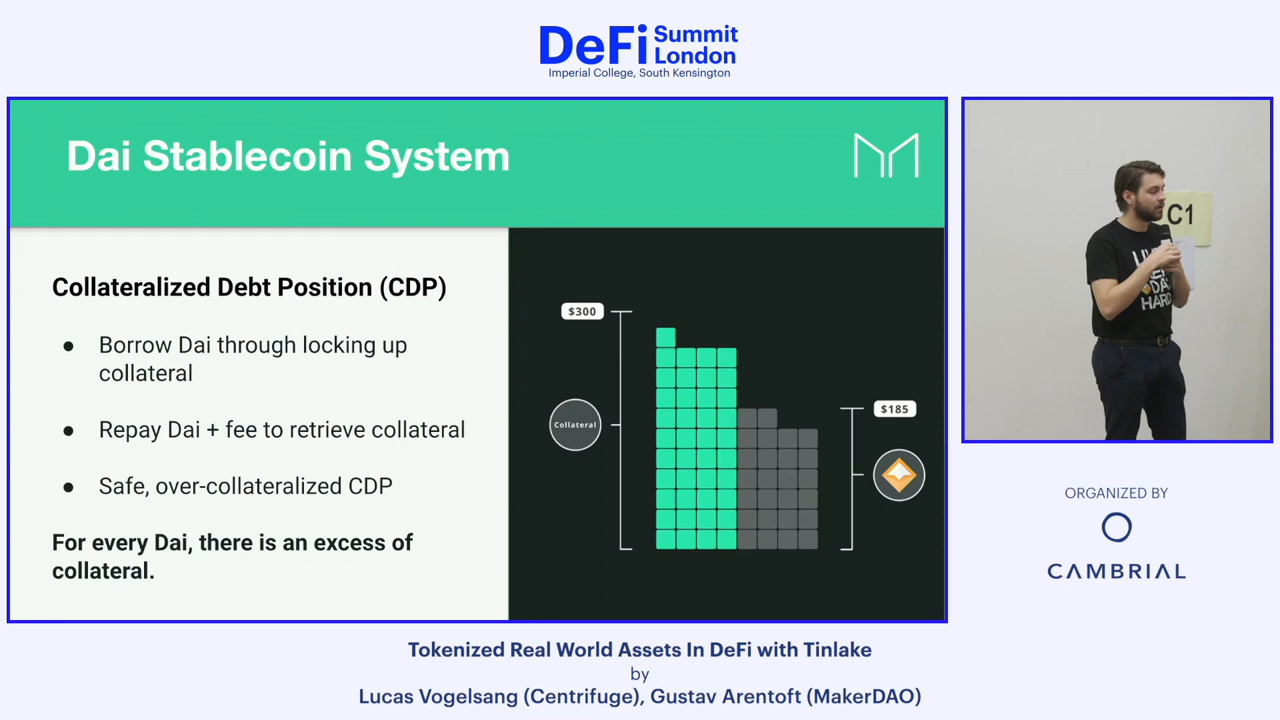 DeFi Summit London
Imperial College, South Kensington
Dai Stablecoin System
Collateralized Debt Position (CDP)
● Borrow Dai through locking up
collateral
● Repay Dai + fee to retrieve collateral
● Safe, over-collateralized CDP
For every Dai, there is an excess of
collateral.
$300
Collateral
$185
C1
HARD
ORGANIZED BY
CAMBRIAL
Tokenized Real World Assets In DeFi with Tinlake
by
Lucas Vogelsang (Centrifuge), Gustav Arentoft (MakerDAO)